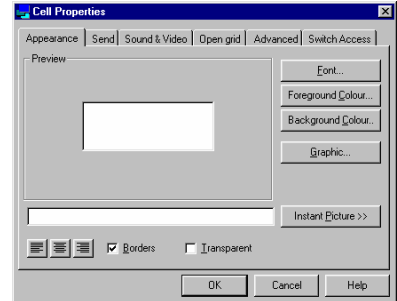 Cell Properties
Appearance Send Sound & Video Open grid Advanced Switch Access
Preview
Font...
Foreground Colour...
Background Colour..
Graphic...
Instant Picture >>
Borders Transparent
OK Cancel Help